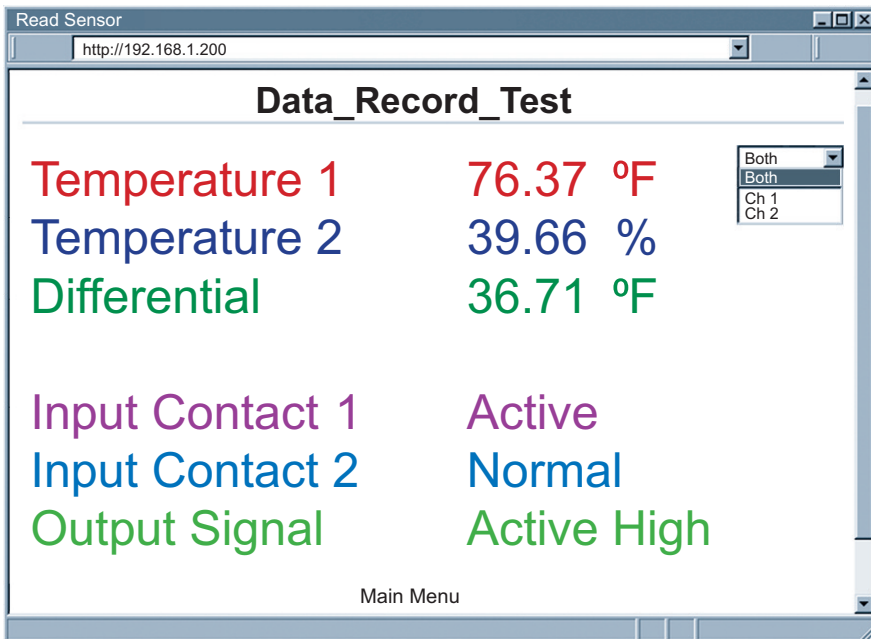 Read Sensor
http://192.168.1.200
Data_Record_Test
Temperature 1 76.37 ºF
Temperature 2 39.66 %
Differential 36.71 ºF
Both
Both
Ch 1
Ch 2
Input Contact 1 Active
Input Contact 2 Normal
Output Signal Active High
Main Menu